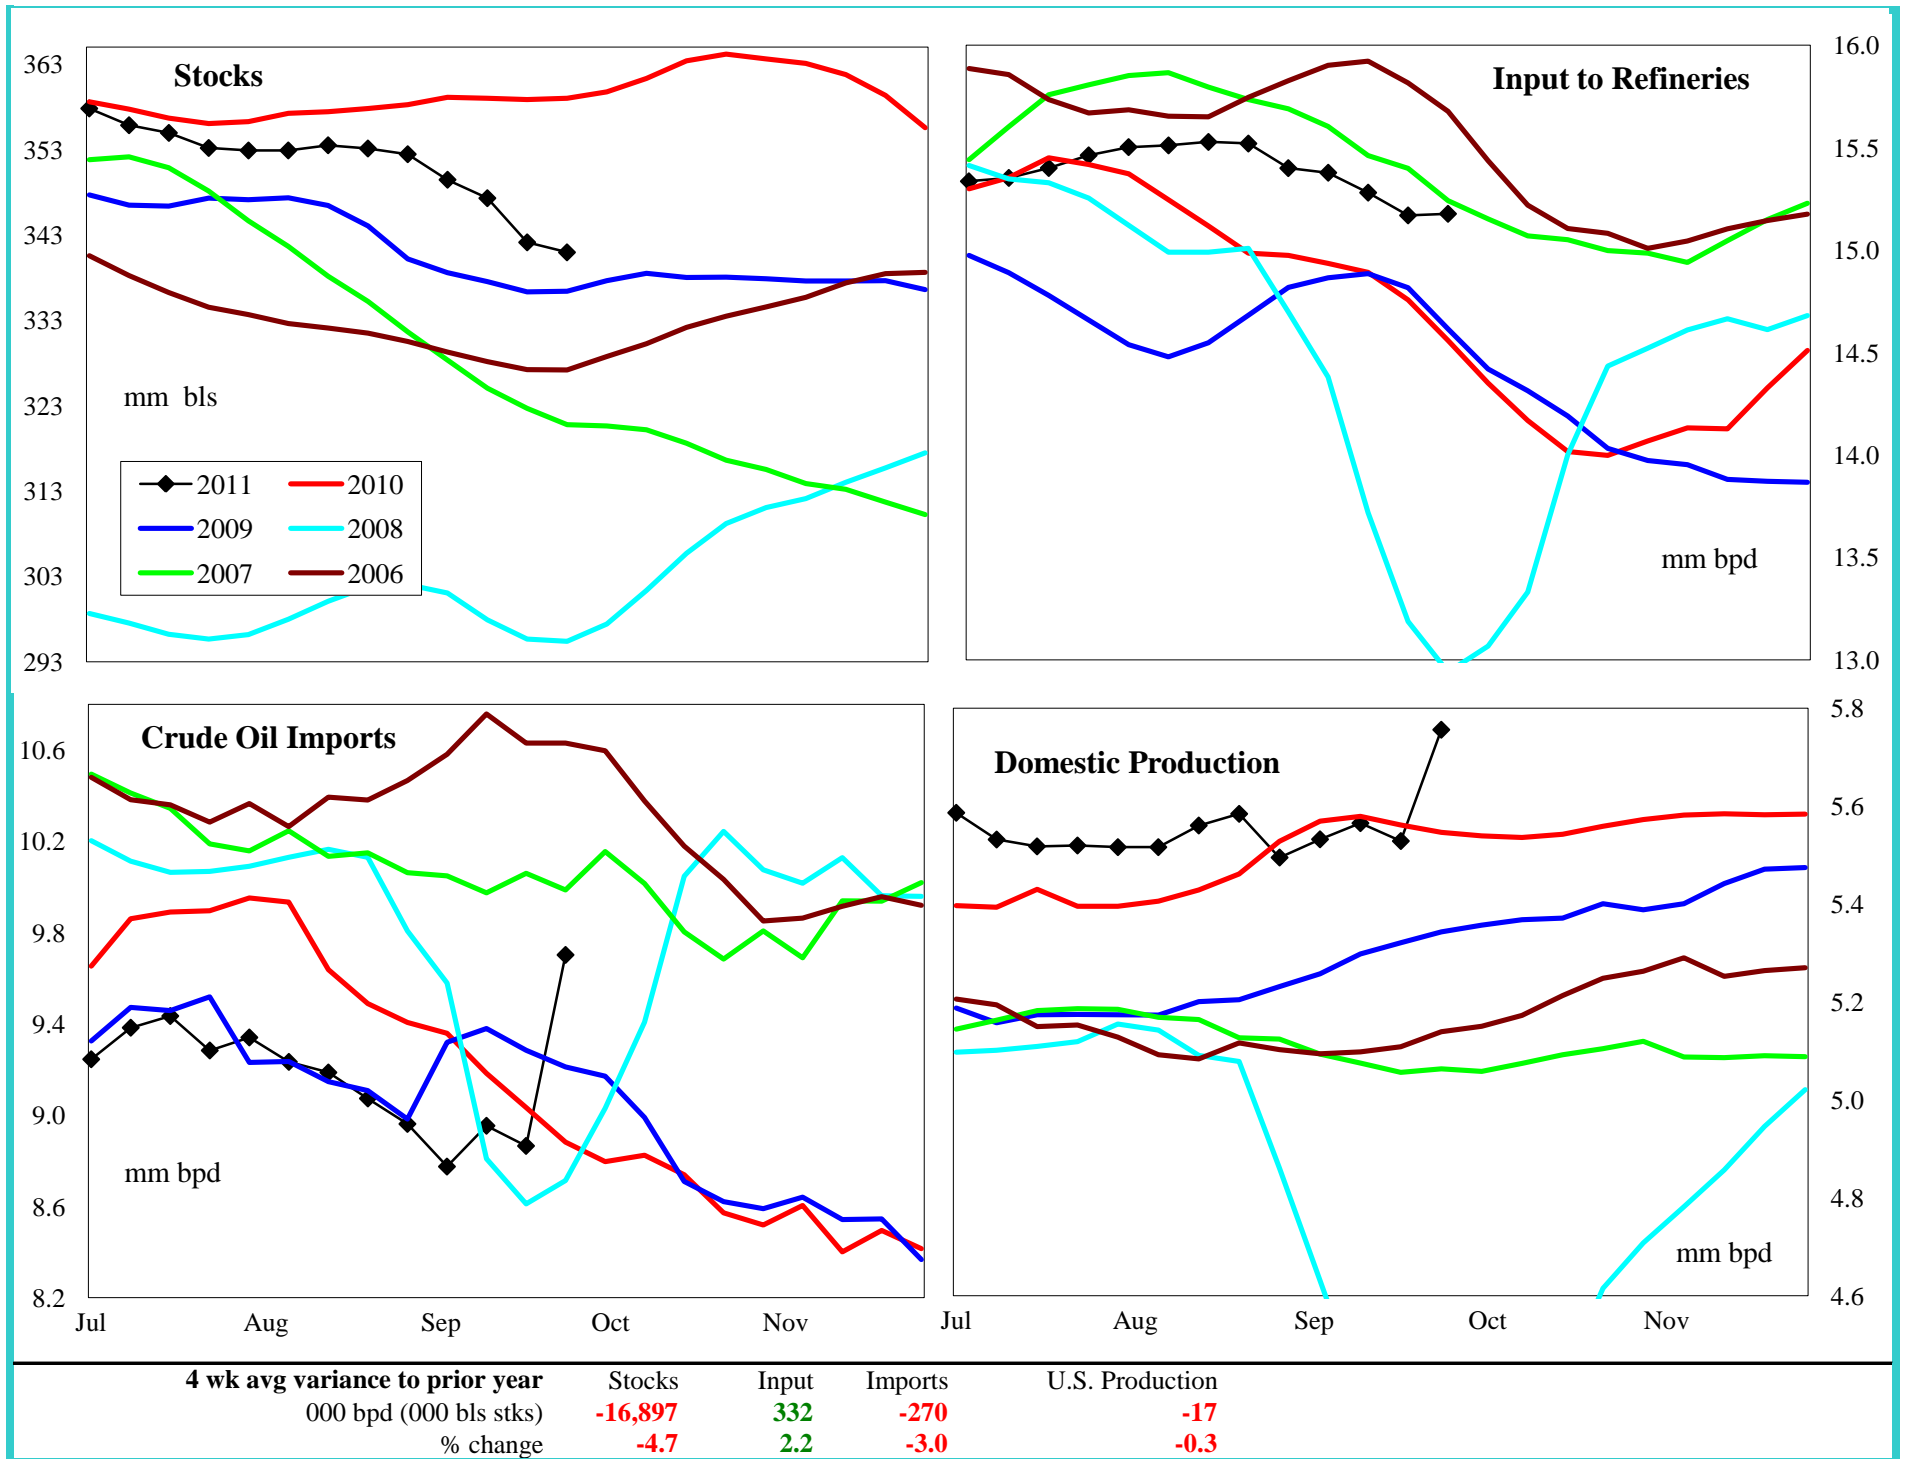 Stocks
363
353
343
333
323
313
303
293
mm bls
2011 2010
2009 2008
2007 2006
Input to Refineries
16.0
15.5
15.0
14.5
14.0
13.5
13.0
mm bpd
Crude Oil Imports
10.6
10.2
9.8
9.4
9.0
8.6
8.2
mm bpd
Jul Aug Sep Oct Nov
Domestic Production
5.8
5.6
5.4
5.2
5.0
4.8
4.6
mm bpd
Jul Aug Sep Oct Nov
4 wk avg variance to prior year Stocks Input Imports U.S. Production
000 bpd (000 bls stks) -16,897 332 -270 -17
% change -4.7 2.2 -3.0 -0.3